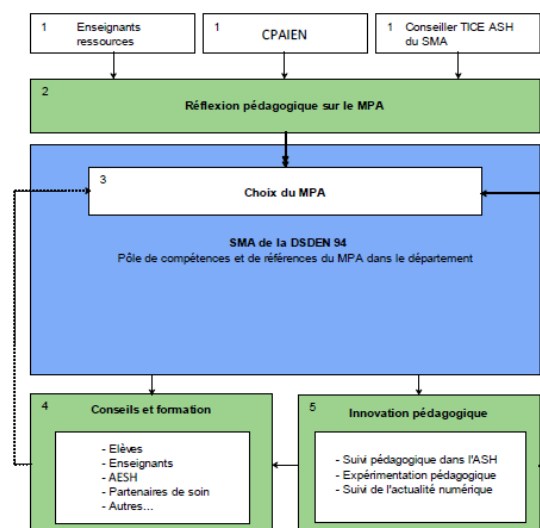 1 Enseignants
ressources
1 CPAIEN
1 Conseiller TICE ASH
du SMA
2
Réflexion pédagogique sur le MPA
3
Choix du MPA
SMA de la DSDEN 94
Pôle de compétences et de références du MPA dans le département
4
Conseils et formation
- Elèves
- Enseignants
- AESH
- Partenaires de soin
- Autres...
5
Innovation pédagogique
- Suivi pédagogique dans l'ASH
- Expérimentation pédagogique
- Suivi de l'actualité numérique